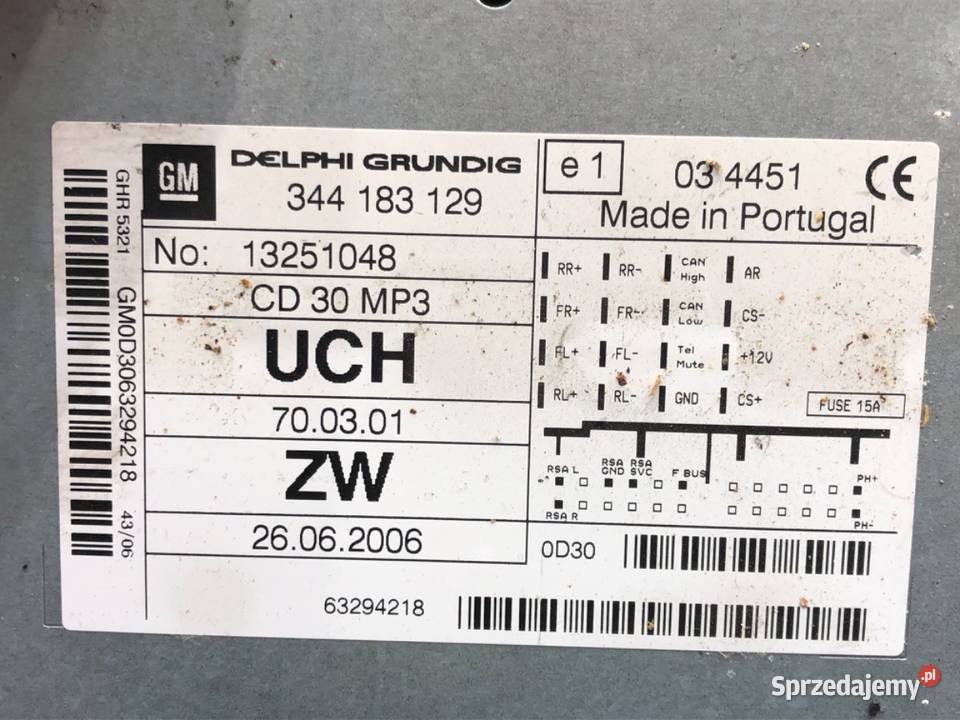 GHR 5321 GM0D3063294218 43/06
GM DELPHI GRUNDIG
344 183 129
No: 13251048
CD 30 MP3
UCH
70.03.01
ZW
26.06.2006
63294218
e 1 03 4451 CE
Made in Portugal
RR+ RR- CAN High AR
FR+ FR- CAN Low CS-
FL+ FL- Tel Mute +12V
RL+ RL- GND CS+ FUSE 15A
RSA L RSA GND RSA SVC F BUS PH+
RSA R PH-
0D30
Sprzedajemy.pl